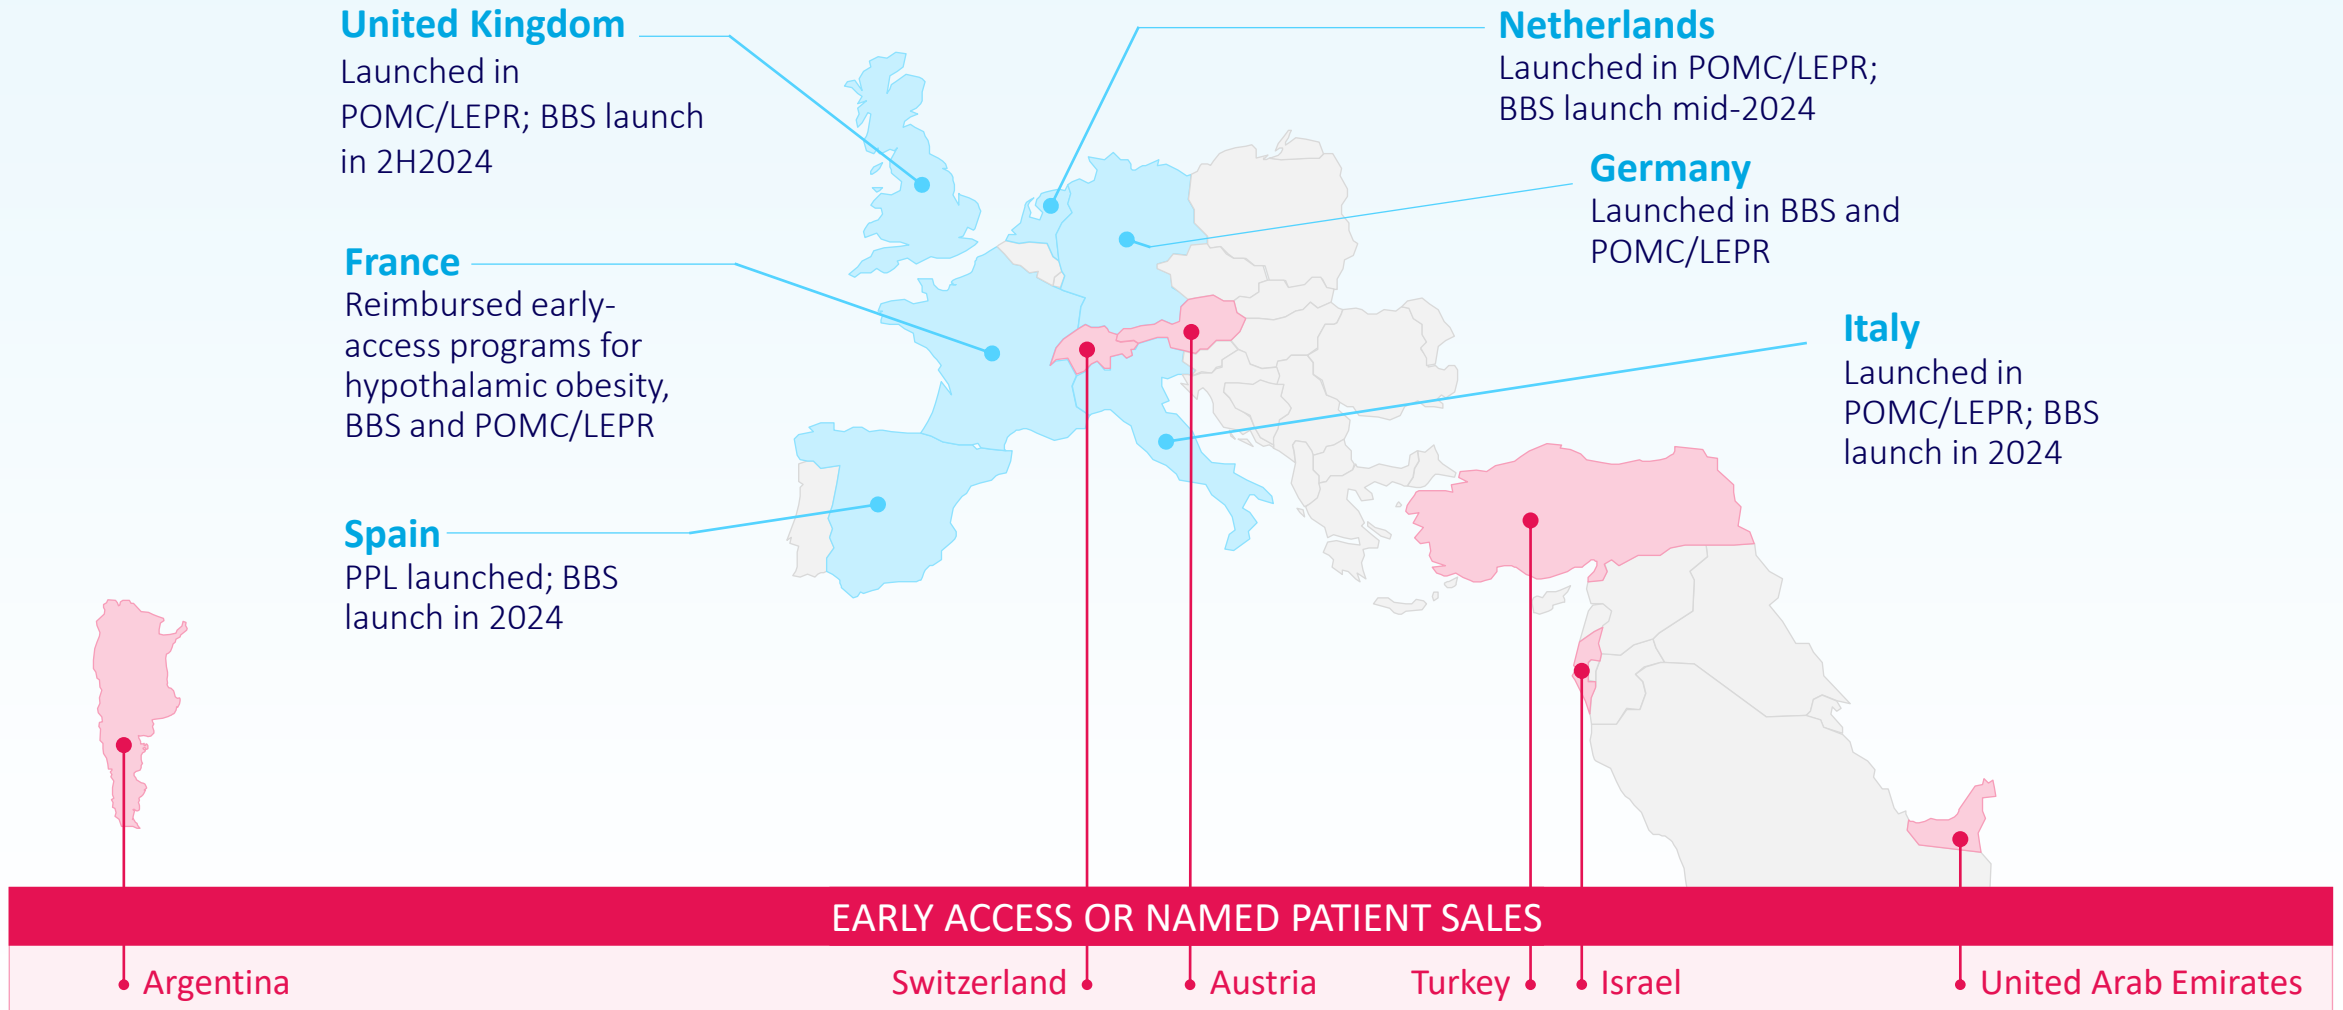 United Kingdom
Launched in
POMC/LEPR; BBS launch
in 2H2024
France
Reimbursed early-
access programs for
hypothalamic obesity,
BBS and POMC/LEPR
Spain
PPL launched; BBS
launch in 2024
Netherlands
Launched in POMC/LEPR;
BBS launch mid-2024
Germany
Launched in BBS and
POMC/LEPR
Italy
Launched in
POMC/LEPR; BBS
launch in 2024
EARLY ACCESS OR NAMED PATIENT SALES
Argentina
Switzerland
Austria
Turkey
Israel
United Arab Emirates